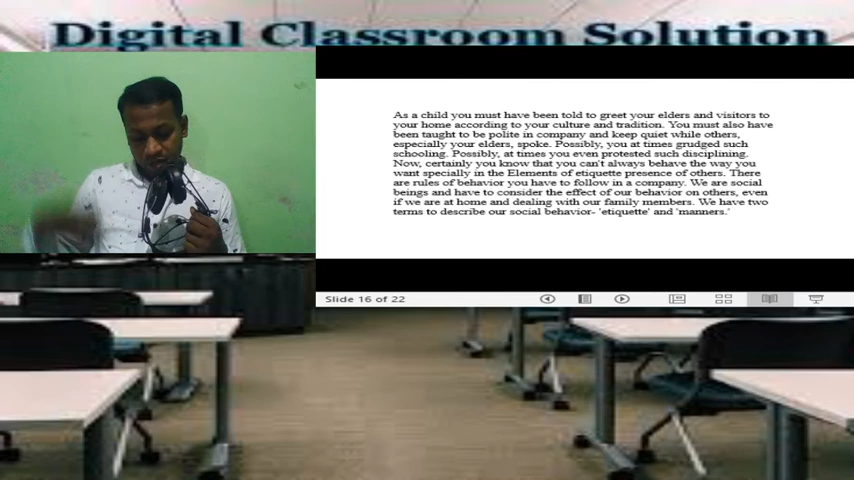 Digital Classroom Solution
As a child you must have been told to greet your elders and visitors to
your home according to your culture and tradition. You must also have
been taught to be polite in company and keep quiet while others,
especially your elders, spoke. Possibly, you at times grudged such
schooling. Possibly, at times you even protested such disciplining.
Now, certainly you know that you can't always behave the way you
want specially in the Elements of etiquette presence of others. There
are rules of behavior you have to follow in a company. We are social
beings and have to consider the effect of our behavior on others, even
if we are at home and dealing with our family members. We have two
terms to describe our social behavior- 'etiquette' and 'manners.'
Slide 16 of 22